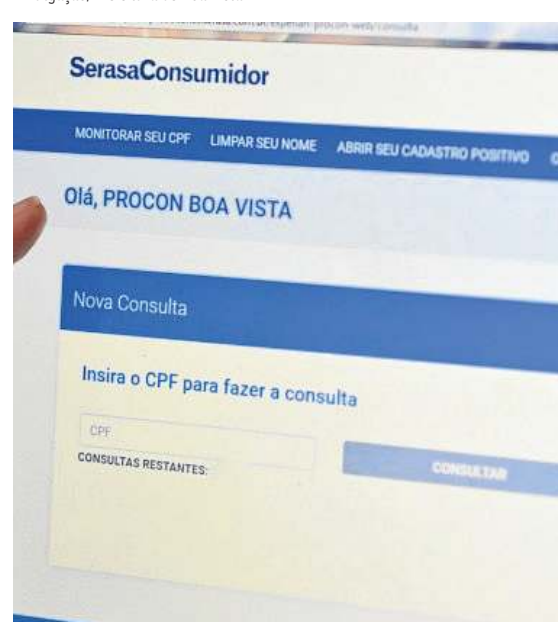 SerasaConsumidor
MONITORAR SEU CPF LIMPAR SEU NOME ABRIR SEU CADASTRO POSITIVO
Olá, PROCON BOA VISTA
Nova Consulta
Insira o CPF para fazer a consulta
CPF
CONSULTAR
CONSULTAS RESTANTES: